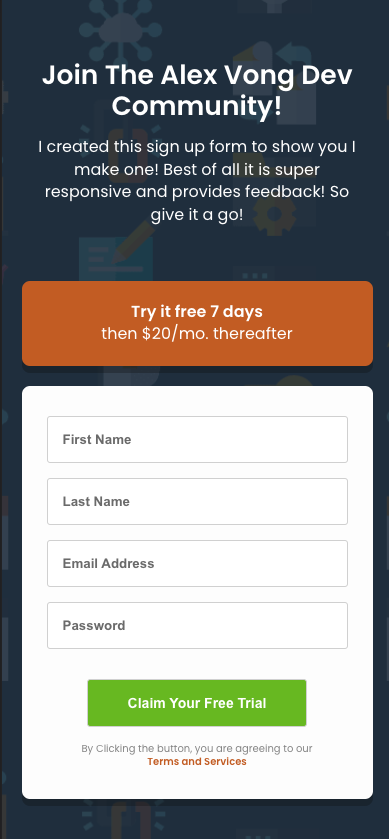 Join The Alex Vong Dev
Community!
I created this sign up form to show you I
make one! Best of all it is super
responsive and provides feedback! So
give it a go!
Try it free 7 days
then $20/mo. thereafter
First Name
Last Name
Email Address
Password
Claim Your Free Trial
By Clicking the button, you are agreeing to our
Terms and Services